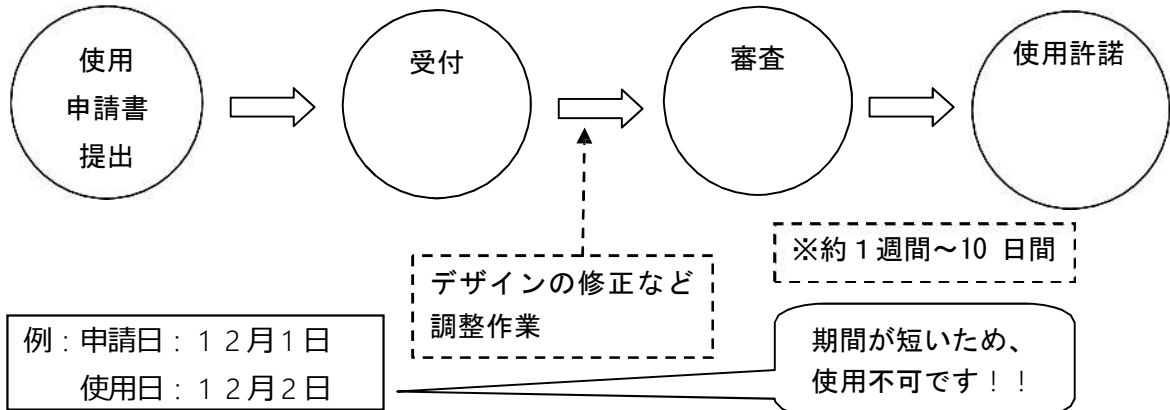 使用
申請書
提出
受付
審査
使用許諾
※約１週間～10 日間
デザインの修正など
調整作業
例：申請日：１２月１日
使用日：１２月２日
期間が短いため、
使用不可です！！